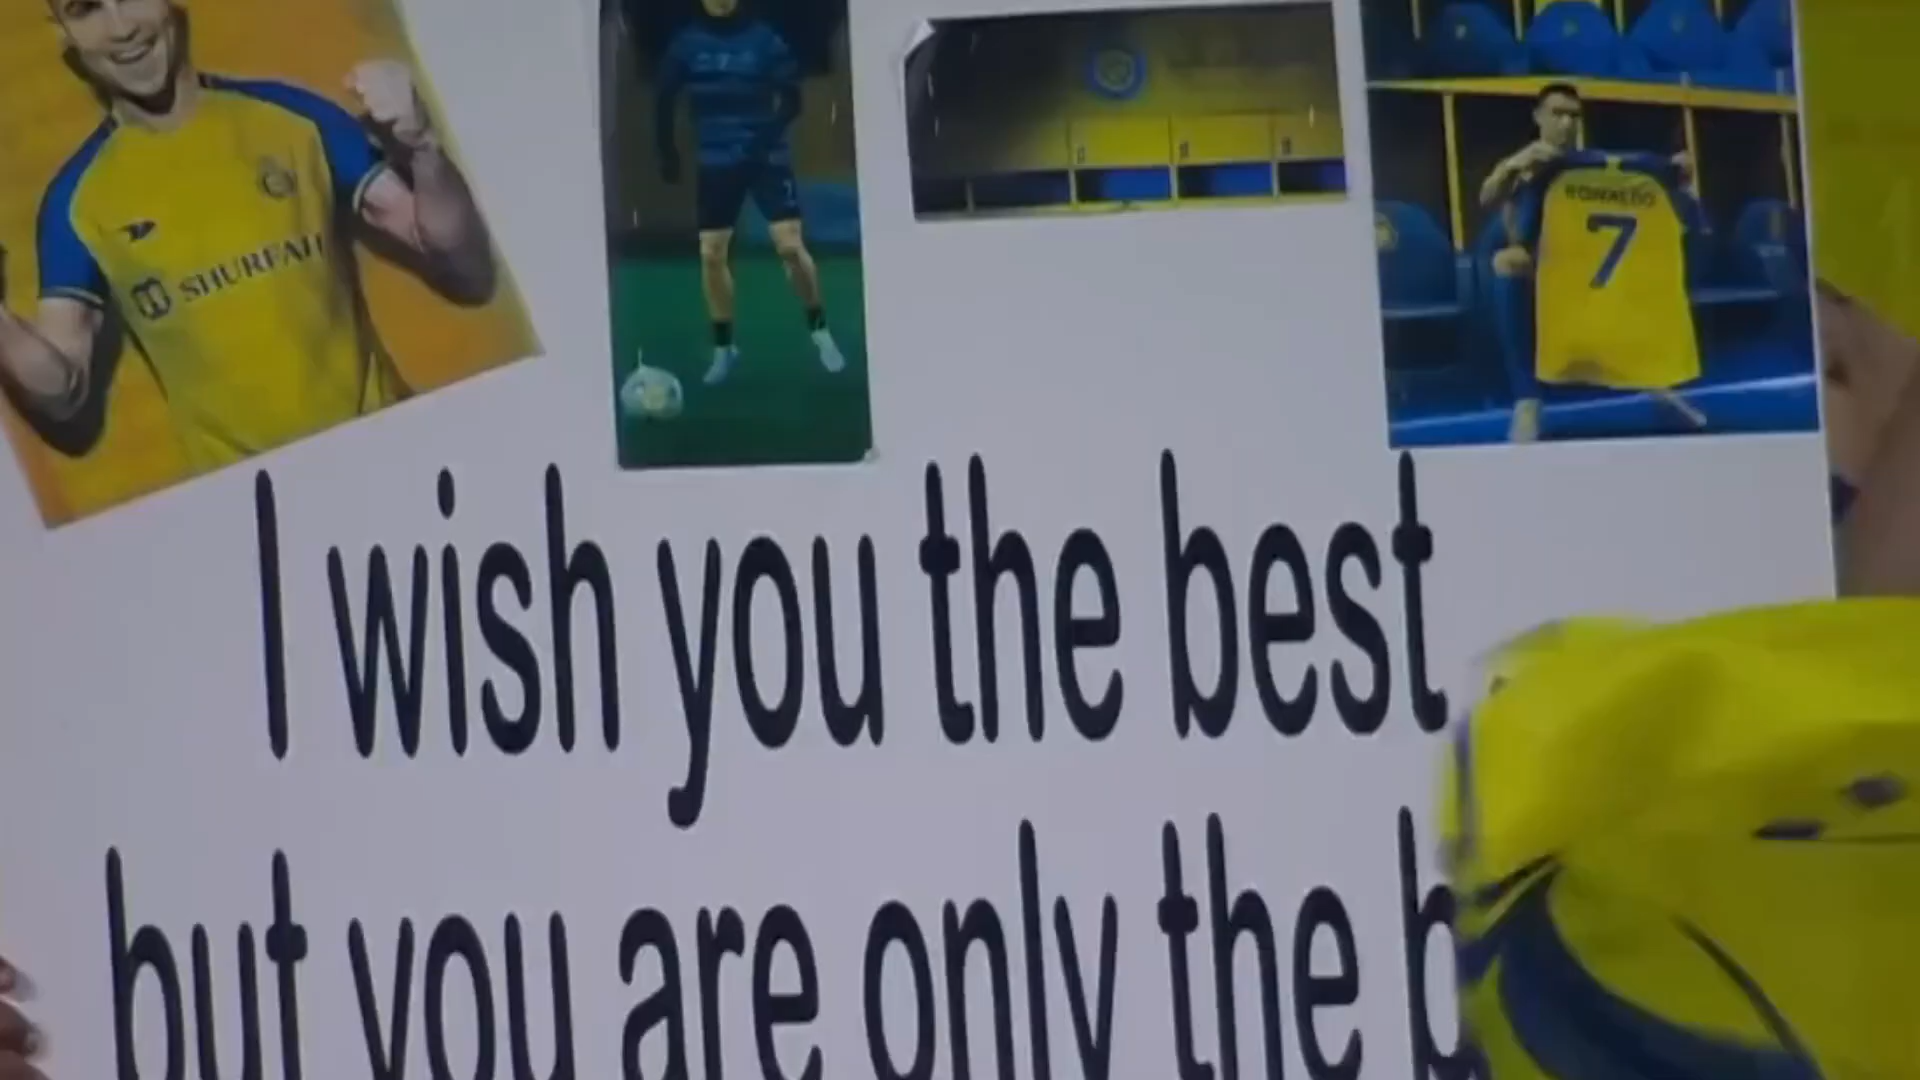 SHURFAH
RONALDO
7
I wish you the best
but you are only the